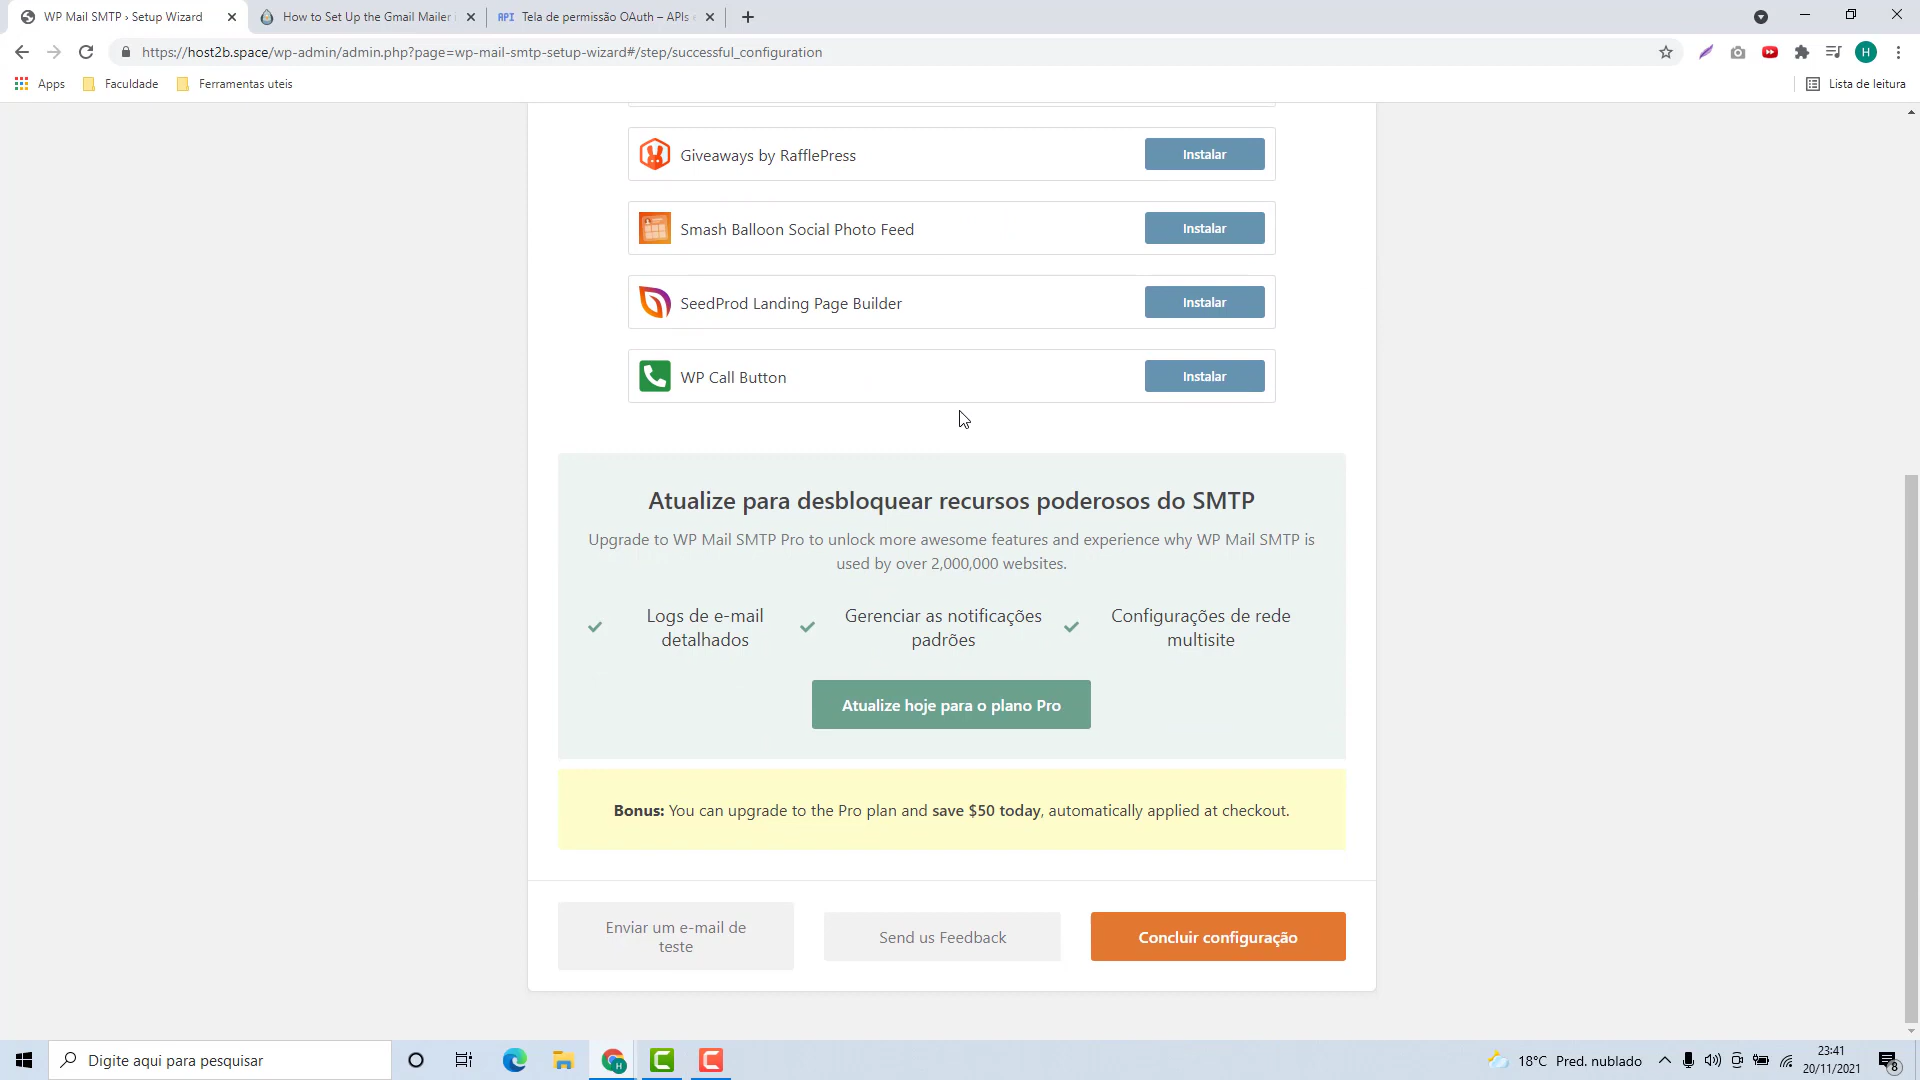 WP Mail SMTP › Setup Wizard
How to Set Up the Gmail Mailer i
API Tela de permissão OAuth – APIs e
https://host2b.space/wp-admin/admin.php?page=wp-mail-smtp-setup-wizard#/step/successful_configuration
H
Apps
Faculdade
Ferramentas uteis
Lista de leitura
Giveaways by RafflePress
Instalar
Smash Balloon Social Photo Feed
Instalar
SeedProd Landing Page Builder
Instalar
WP Call Button
Instalar
Atualize para desbloquear recursos poderosos do SMTP
Upgrade to WP Mail SMTP Pro to unlock more awesome features and experience why WP Mail SMTP is
used by over 2,000,000 websites.
Logs de e-mail
detalhados
Gerenciar as notificações
padrões
Configurações de rede
multisite
Atualize hoje para o plano Pro
Bonus: You can upgrade to the Pro plan and save $50 today, automatically applied at checkout.
Enviar um e-mail de
teste
Send us Feedback
Concluir configuração
Digite aqui para pesquisar
18°C Pred. nublado
23:41
20/11/2021
8